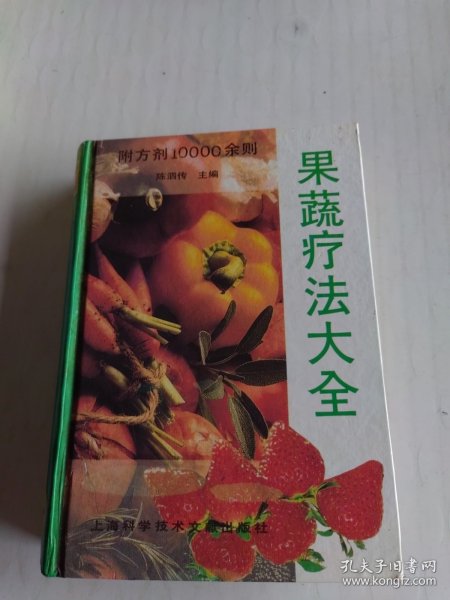 附方剂10000余则
陈泗传 主编
果蔬疗法大全
上海科学技术文献出版社
孔夫子旧书网
www.kongfz.com